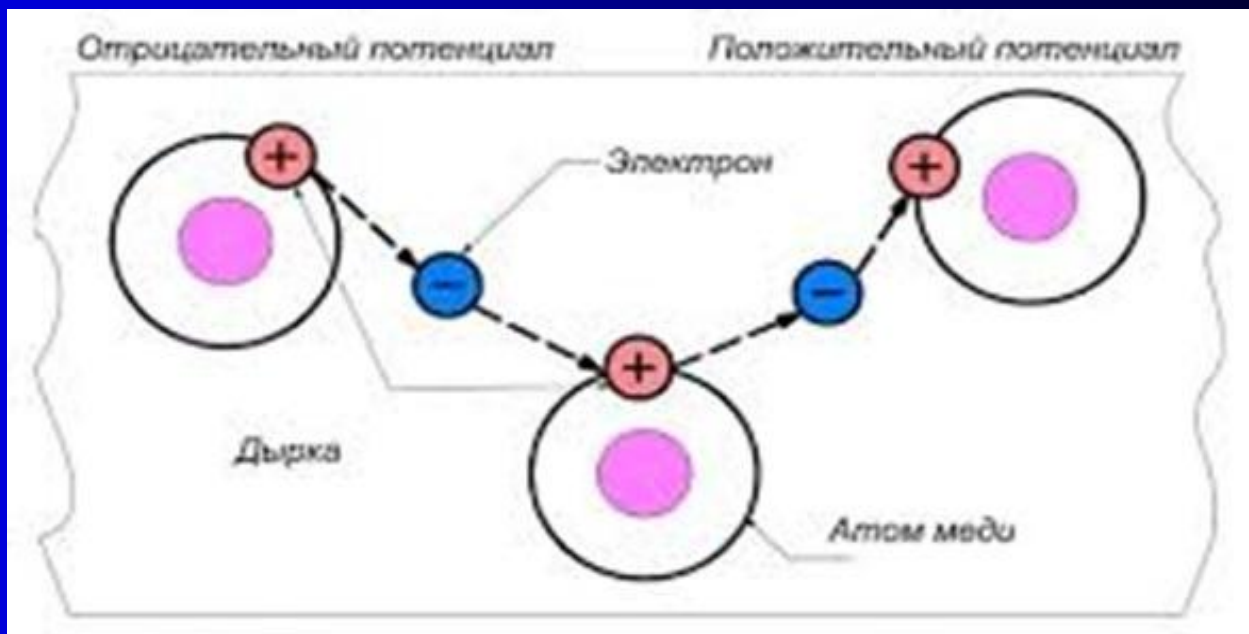 Отрицательный потенциал
Положительный потенциал
Электрон
Дырка
Атом меди